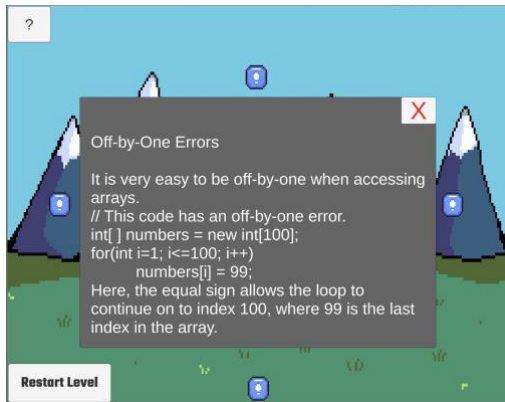 ?
X
Off-by-One Errors
It is very easy to be off-by-one when accessing
arrays.
// This code has an off-by-one error.
int[ ] numbers = new int[100];
for(int i=1; i<=100; i++)
numbers[i] = 99;
Here, the equal sign allows the loop to
continue on to index 100, where 99 is the last
index in the array.
Restart Level